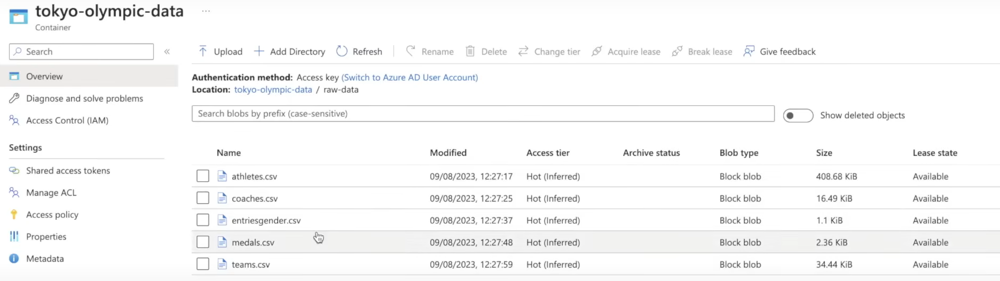 tokyo-olympic-data ...
Container
Search «
Overview
Diagnose and solve problems
Access Control (IAM)
Settings
Shared access tokens
Manage ACL
Access policy
Properties
Metadata
Upload Add Directory Refresh Rename Delete Change tier Acquire lease Break lease Give feedback
Authentication method: Access key (Switch to Azure AD User Account)
Location: tokyo-olympic-data / raw-data
Search blobs by prefix (case-sensitive) Show deleted objects
Name Modified Access tier Archive status Blob type Size Lease state
athletes.csv 09/08/2023, 12:27:17 Hot (Inferred) Block blob 408.68 KiB Available
coaches.csv 09/08/2023, 12:27:25 Hot (Inferred) Block blob 16.49 KiB Available
entriesgender.csv 09/08/2023, 12:27:37 Hot (Inferred) Block blob 1.1 KiB Available
medals.csv 09/08/2023, 12:27:48 Hot (Inferred) Block blob 2.36 KiB Available
teams.csv 09/08/2023, 12:27:59 Hot (Inferred) Block blob 34.44 KiB Available